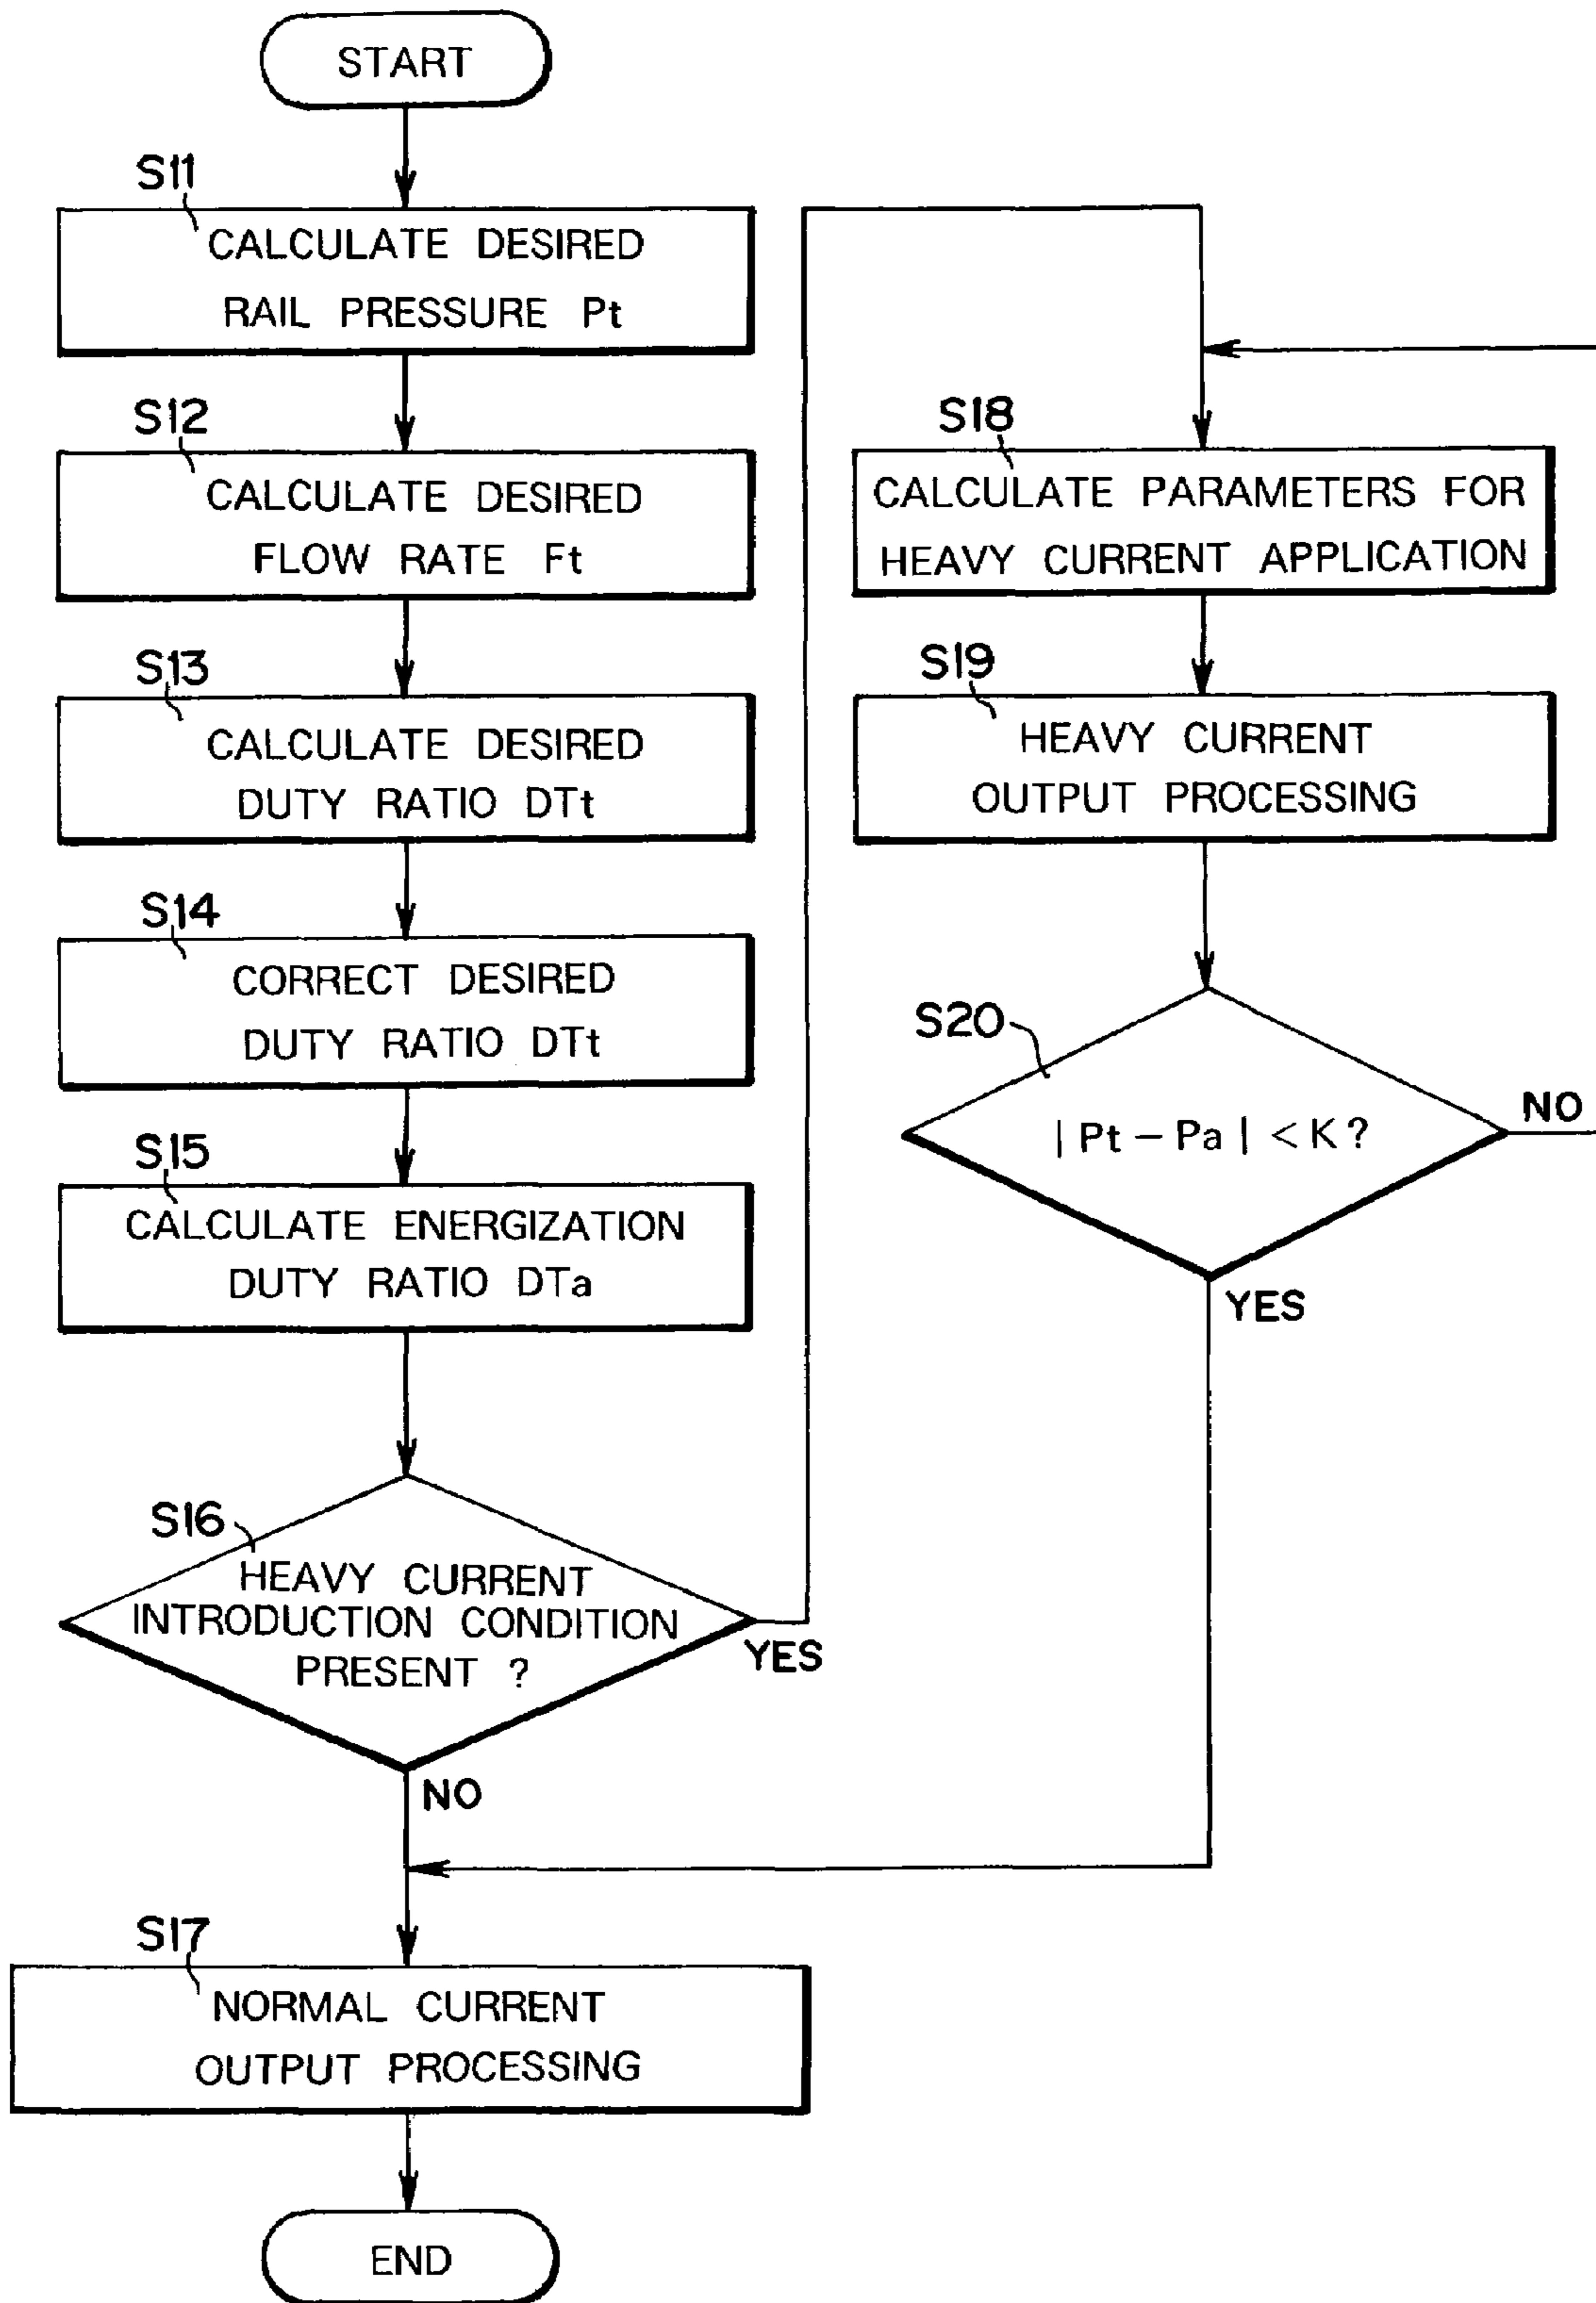 START
S11
CALCULATE DESIRED
RAIL PRESSURE Pt
S12
CALCULATE DESIRED
FLOW RATE Ft
S13
CALCULATE DESIRED
DUTY RATIO DTt
S14
CORRECT DESIRED
DUTY RATIO DTt
S15
CALCULATE ENERGIZATION
DUTY RATIO DTa
S16
HEAVY CURRENT
INTRODUCTION CONDITION
PRESENT ?
YES
NO
S17
NORMAL CURRENT
OUTPUT PROCESSING
END
S18
CALCULATE PARAMETERS FOR
HEAVY CURRENT APPLICATION
S19
HEAVY CURRENT
OUTPUT PROCESSING
S20
| Pt – Pa | < K ?
NO
YES